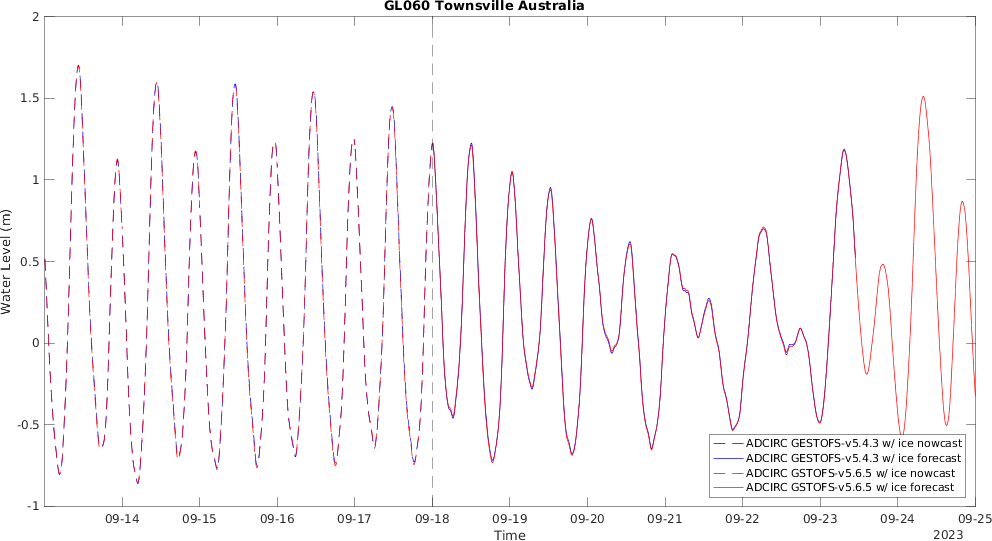 GL060 Townsville Australia
Water Level (m)
2
1.5
1
0.5
0
-0.5
-1
ADCIRC GESTOFS-v5.4.3 w/ ice nowcast
ADCIRC GESTOFS-v5.4.3 w/ ice forecast
ADCIRC GSTOFS-v5.6.5 w/ ice nowcast
ADCIRC GSTOFS-v5.6.5 w/ ice forecast
09-14 09-15 09-16 09-17 09-18 09-19 09-20 09-21 09-22 09-23 09-24 09-25
Time
2023